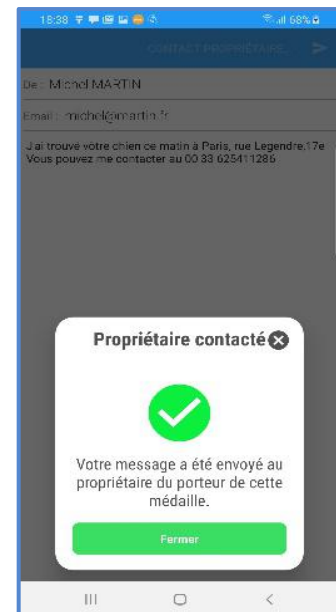 18:38
68%
CONTACT PROPRIÉTAIRE
De : Michel MARTIN
Email : michel@martin.fr
J'ai trouvé votre chien ce matin à Paris, rue Legendre,17e
Vous pouvez me contacter au 00 33 625411286
Propriétaire contacté
Votre message a été envoyé au
propriétaire du porteur de cette
médaille.
Fermer